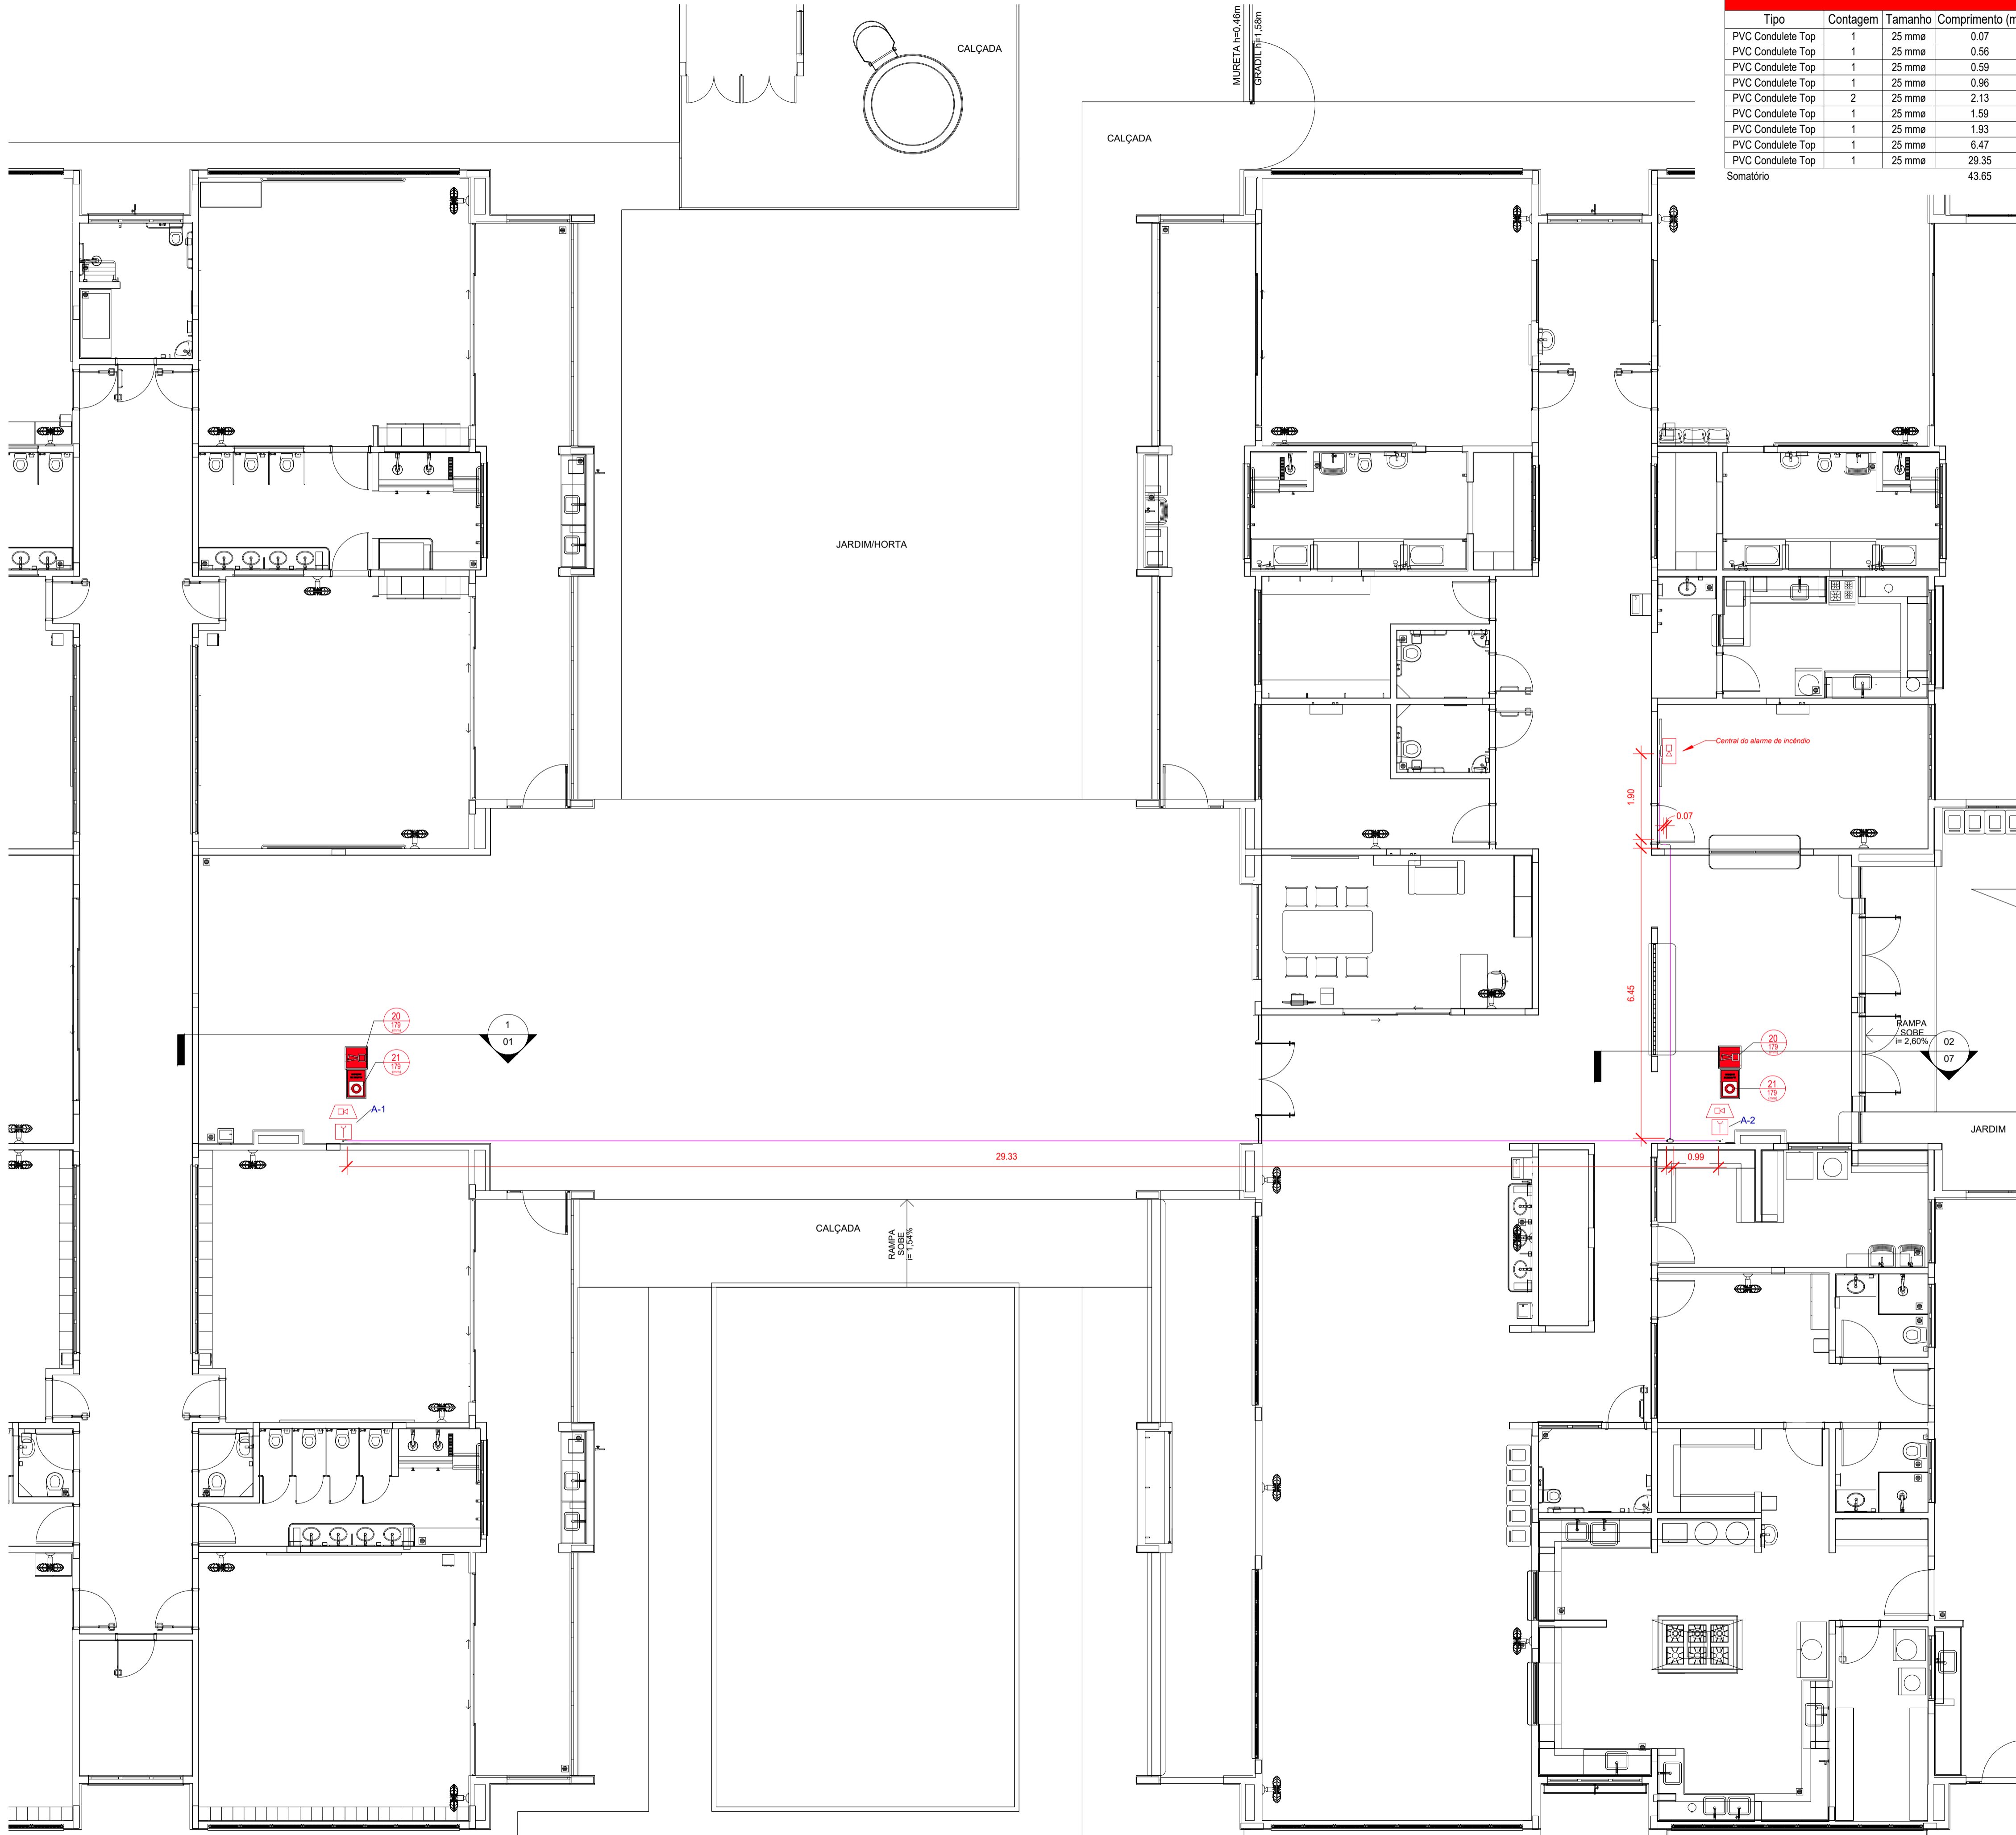 Tipo Contagem Tamanho Comprimento (m
PVC Condulete Top 1 25 mmø 0.07
PVC Condulete Top 1 25 mmø 0.56
PVC Condulete Top 1 25 mmø 0.59
PVC Condulete Top 1 25 mmø 0.96
PVC Condulete Top 2 25 mmø 2.13
PVC Condulete Top 1 25 mmø 1.59
PVC Condulete Top 1 25 mmø 1.93
PVC Condulete Top 1 25 mmø 6.47
PVC Condulete Top 1 25 mmø 29.35
Somatório 43.65
MURETA h=0,46m
GRADIL h=1,58m
CALÇADA
CALÇADA
JARDIM/HORTA
Central do alarme de incêndio
1.90
0.07
6.45
20
179
21
179
A-1
1
01
20
179
21
179
A-2
RAMPA
SOBE
i= 2,60%
02
07
JARDIM
29.33
0.99
CALÇADA
RAMPA
SOBE
i= 1,54%